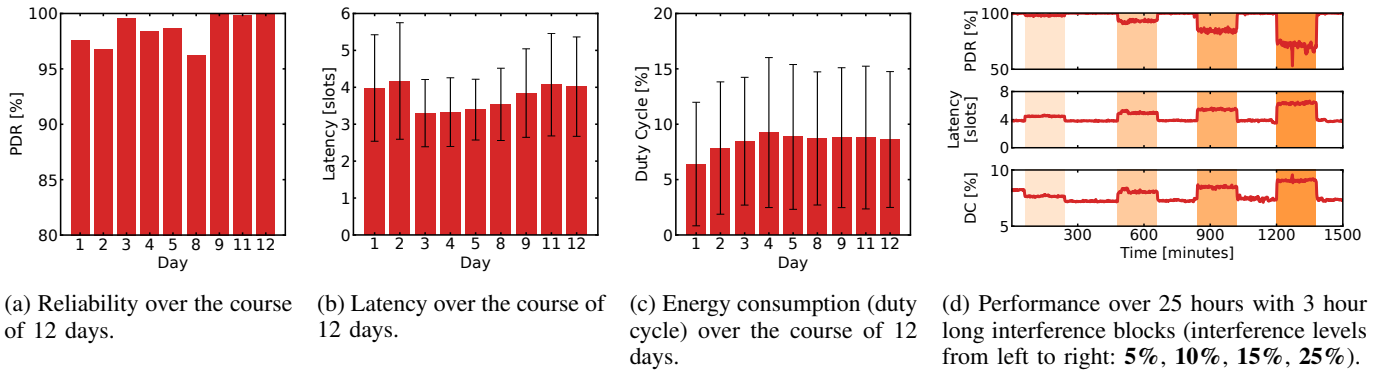 100
95
90
85
80
PDR [%]
1 2 3 4 5 8 9 11 12
Day
6
5
4
3
2
1
0
Latency [slots]
1 2 3 4 5 8 9 11 12
Day
20
15
10
5
0
Duty Cycle [%]
1 2 3 4 5 8 9 11 12
Day
100
50
PDR [%]
8
4
0
Latency
[slots]
10
5
DC [%]
300 600 900 1200 1500
Time [minutes]
(a) Reliability over the course
of 12 days.
(b) Latency over the course of
12 days.
(c) Energy consumption (duty
cycle) over the course of 12
days.
(d) Performance over 25 hours with 3 hour
long interference blocks (interference levels
from left to right: 5%, 10%, 15%, 25%).